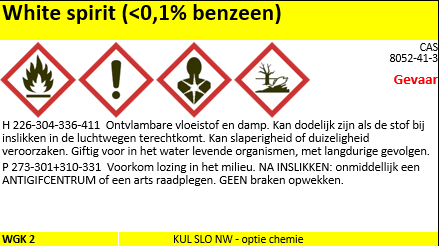 White spirit (<0,1% benzeen)
CAS
8052-41-3
Gevaar
H 226-304-336-411 Ontvlambare vloeistof en damp. Kan dodelijk zijn als de stof bij
inslikken in de luchtwegen terechtkomt. Kan slaperigheid of duizeligheid
veroorzaken. Giftig voor in het water levende organismen, met langdurige gevolgen.
P 273-301+310-331 Voorkom lozing in het milieu. NA INSLIKKEN: onmiddellijk een
ANTIGIFCENTRUM of een arts raadplegen. GEEN braken opwekken.
WGK 2
KUL SLO NW - optie chemie